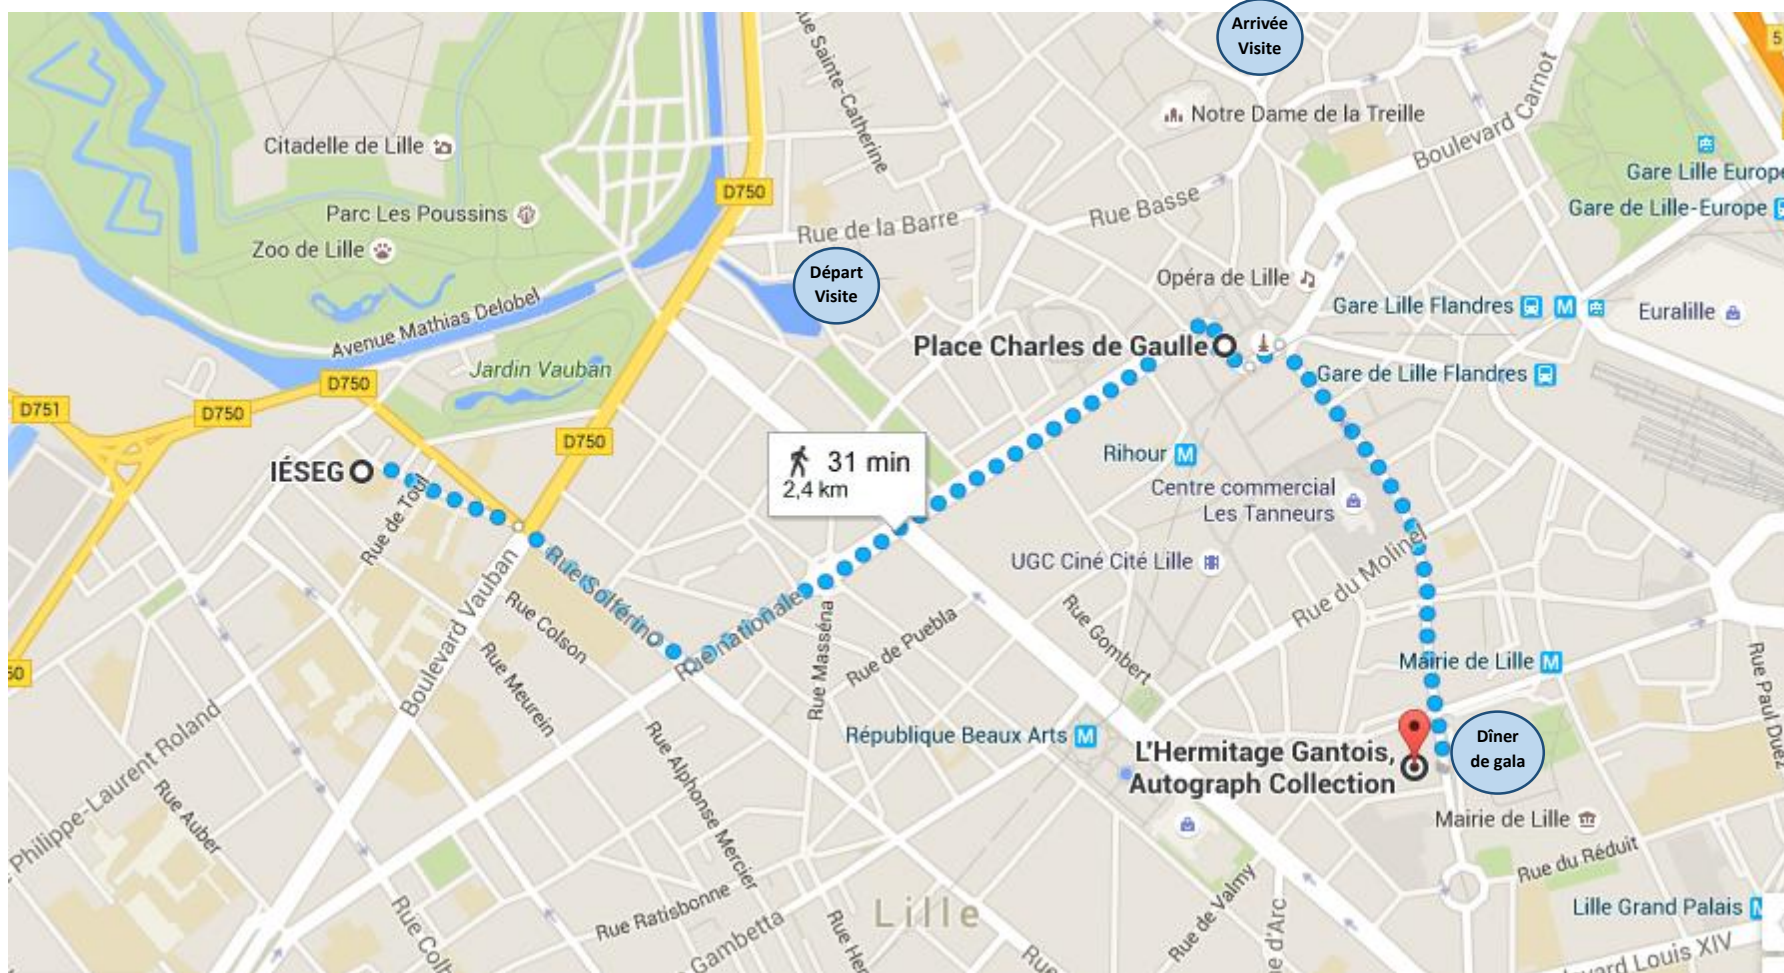 Arrivée
Visite
Rue Sainte-Catherine
Notre Dame de la Treille
Boulevard Carnot
Citadelle de Lille
Gare Lille Europe
D750
Parc Les Poussins
Rue Basse
Gare de Lille-Europe
Rue de la Barre
Zoo de Lille
Départ
Visite
Opéra de Lille
Gare Lille Flandres
M
Euralille
Avenue Mathias Delobel
Place Charles de Gaulle
Jardin Vauban
Gare de Lille Flandres
D750
D751
D750
D750
31 min
2,4 km
Rihour M
IÉSEG
Rue de Toul
Centre commercial
Les Tanneurs
UGC Ciné Cité Lille
Rue du Molinel
Rue Solférino
Rue nationale
Boulevard Vauban
Rue Colson
Rue Masséna
Rue de Puebla
Rue Gombert
Rue Meurein
Mairie de Lille M
Rue Paul Duez
50
Philippe-Laurent Roland
République Beaux Arts M
L'Hermitage Gantois,
Autograph Collection
Dîner
de gala
Rue Alphonse Mercier
Rue Auber
Mairie de Lille
Rue du Réduit
Rue Ratisbonne
Lille
Rue de Valmy
Lille Grand Palais M
Gambetta
Louis XIV